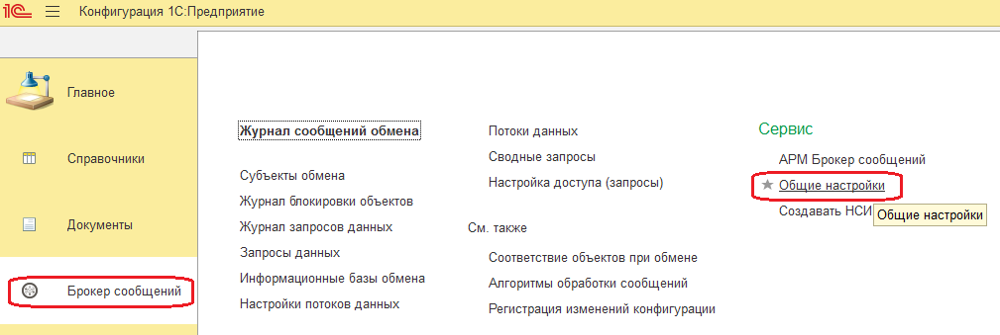 1С Конфигурация 1С:Предприятие
Главное
Справочники
Документы
Брокер сообщений
Журнал сообщений обмена
Субъекты обмена
Журнал блокировки объектов
Журнал запросов данных
Запросы данных
Информационные базы обмена
Настройки потоков данных
Потоки данных
Сводные запросы
Настройка доступа (запросы)
См. также
Соответствие объектов при обмене
Алгоритмы обработки сообщений
Регистрация изменений конфигурации
Сервис
АРМ Брокер сообщений
Общие настройки
Создавать НСИ
Общие настройки